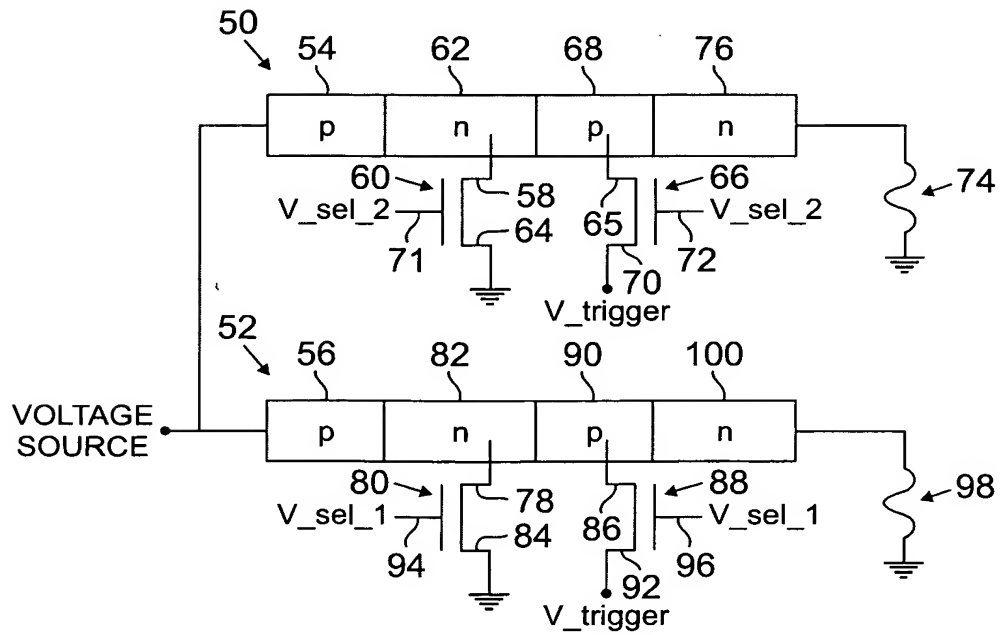 50 54 62 68 76
p n p n
60 58 66 74
V_sel_2 64 65 V_sel_2
71 70 72
V_trigger
52 56 82 90 100
VOLTAGE
SOURCE
p n p n
80 78 88 98
V_sel_1 84 86 V_sel_1
94 92 96
V_trigger